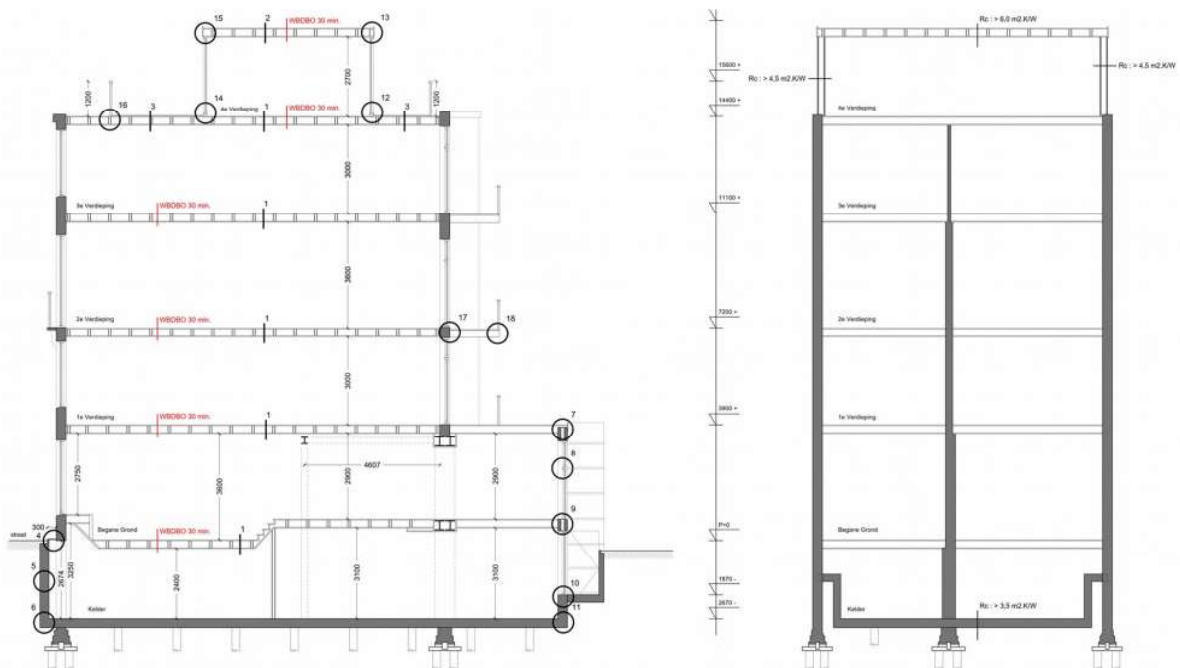 15
2
WBDBO 30 min.
13
2700
1200
16
3
14
4e Verdieping
1
WBDBO 30 min.
12
3
1200
3000
3e Verdieping
WBDBO 30 min.
1
3600
2e Verdieping
WBDBO 30 min.
1
17
18
3000
1e Verdieping
WBDBO 30 min.
1
7
4607
8
2750
3600
2900
2900
300
straat
4
Begane Grond
WBDBO 30 min.
1
9
5
2674
3250
2400
3100
3100
10
6
Kelder
11
Rc : > 6,0 m2.K/W
15600 +
Rc : > 4,5 m2.K/W
Rc : > 4,5 m2.K/W
14400 +
4e Verdieping
11100 +
3e Verdieping
7200 +
2e Verdieping
3900 +
1e Verdieping
P=0
Begane Grond
1870 -
2670 -
Kelder
Rc : > 3,5 m2.K/W